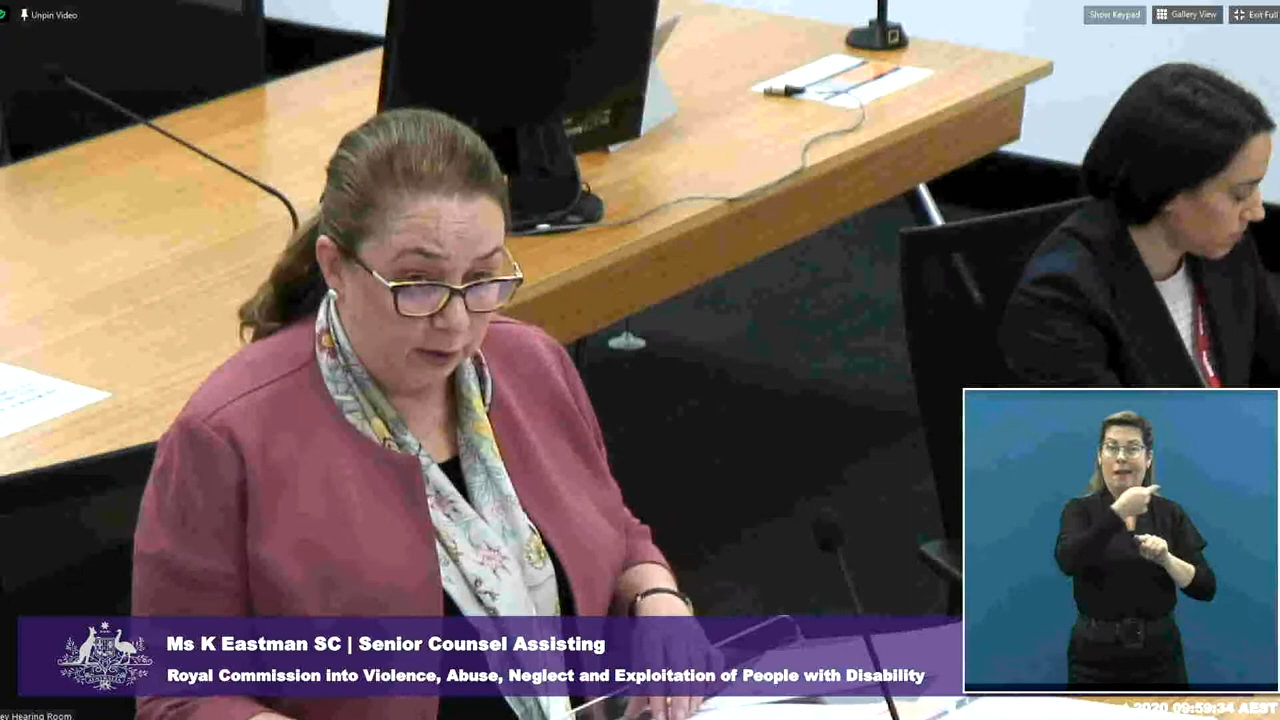 Unpin Video
Show Keypad
Gallery View
Exit Full
Ms K Eastman SC | Senior Counsel Assisting
Royal Commission into Violence, Abuse, Neglect and Exploitation of People with Disability
ey Hearing Room
2020 09:59:34 AEST